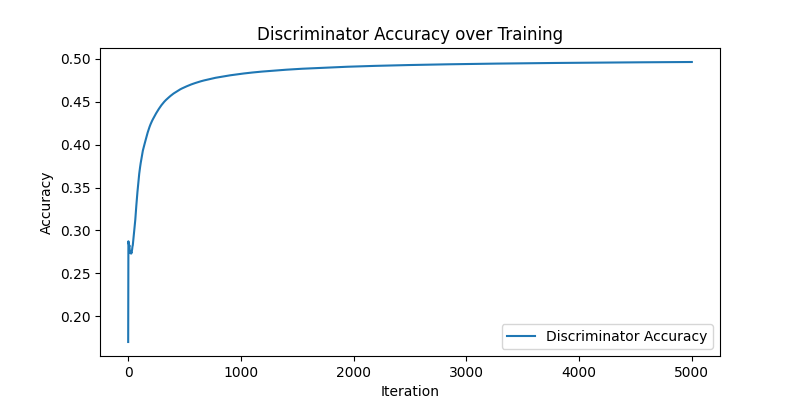 Discriminator Accuracy over Training
Accuracy
0.50
0.45
0.40
0.35
0.30
0.25
0.20
Discriminator Accuracy
0 1000 2000 3000 4000 5000
Iteration